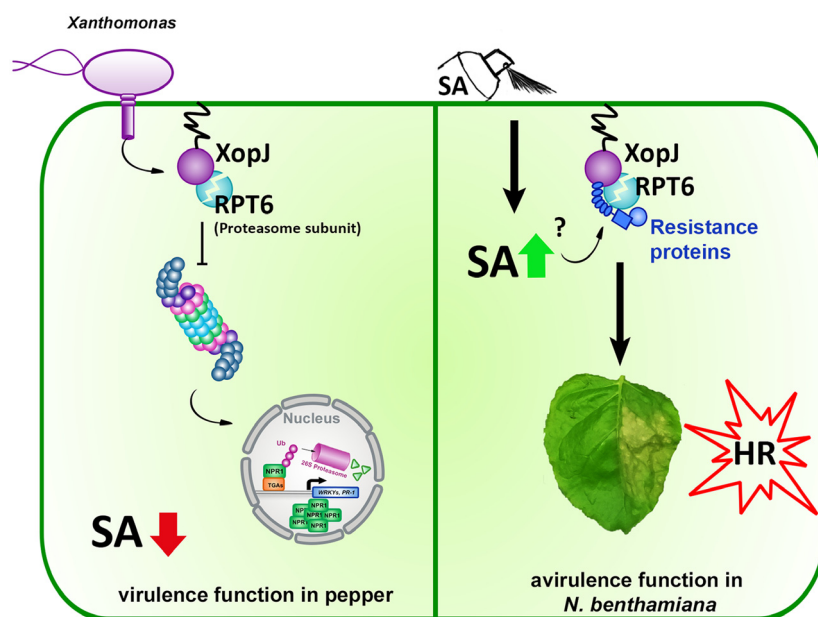 Xanthomonas
XopJ
RPT6
(Proteasome subunit)
Nucleus
Ub
26S Proteasome
NPR1
TGAs
WRKYs, PR-1
NPR1
NPR1
NPR1
NPR1
NPR1
SA
virulence function in pepper
SA
XopJ
RPT6
?
Resistance
proteins
SA
HR
avirulence function in
N. benthamiana